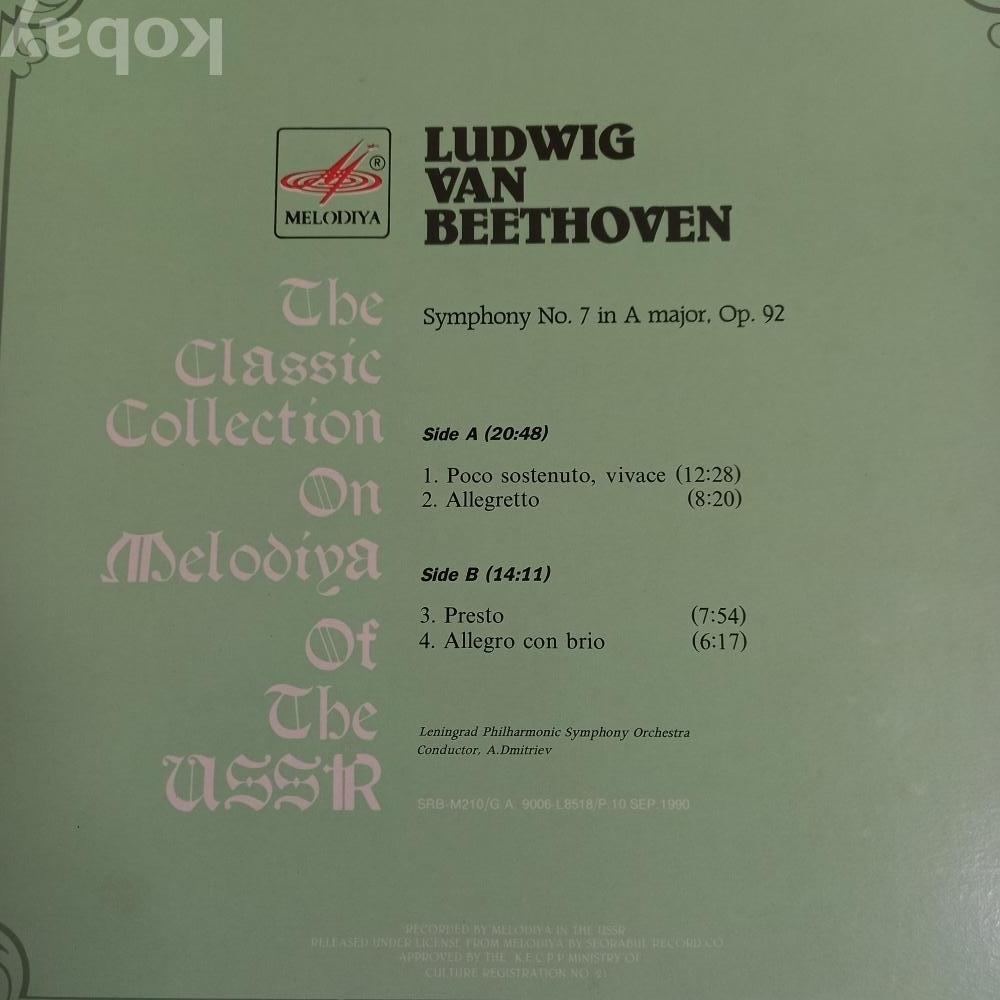 kobay
MELODIYA
®
LUDWIG
VAN
BEETHOVEN
The
Classic
Collection
On
Melodiya
Of
The
USSR
Symphony No. 7 in A major, Op. 92
Side A (20:48)
1. Poco sostenuto, vivace (12:28)
2. Allegretto (8:20)
Side B (14:11)
3. Presto (7:54)
4. Allegro con brio (6:17)
Leningrad Philharmonic Symphony Orchestra
Conductor, A.Dmitriev
SRB-M210/G.A. 9006-L8518/P.10.SEP.1990
RECORDED BY MELODIYA IN THE USSR
RELEASED UNDER LICENSE FROM MELODIYA BY SEORABUL RECORD CO.
APPROVED BY THE K.E.C.P.P MINISTRY OF
CULTURE REGISTRATION NO. 21